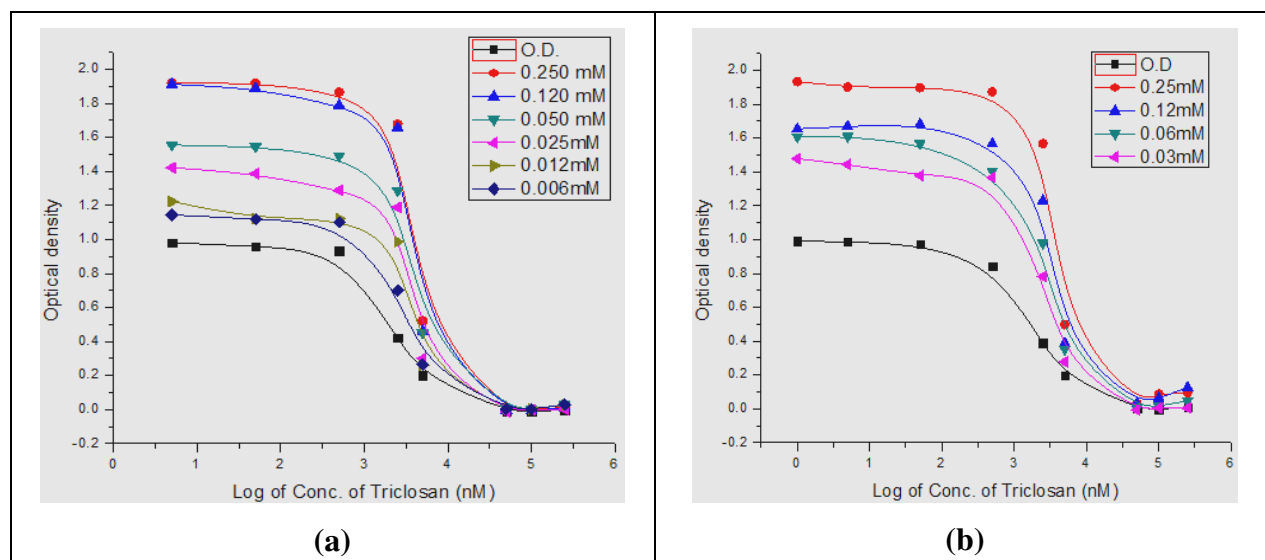 O.D.
0.250 mM
0.120 mM
0.050 mM
0.025mM
0.012mM
0.006mM
2.0
1.8
1.6
1.4
1.2
1.0
0.8
0.6
0.4
0.2
0.0
-0.2
Optical density
0 1 2 3 4 5 6
Log of Conc. of Triclosan (nM)
(a)
O.D
0.25mM
0.12mM
0.06mM
0.03mM
2.0
1.8
1.6
1.4
1.2
1.0
0.8
0.6
0.4
0.2
0.0
-0.2
Optical density
0 1 2 3 4 5 6
Log of Conc. of Triclosan (nM)
(b)